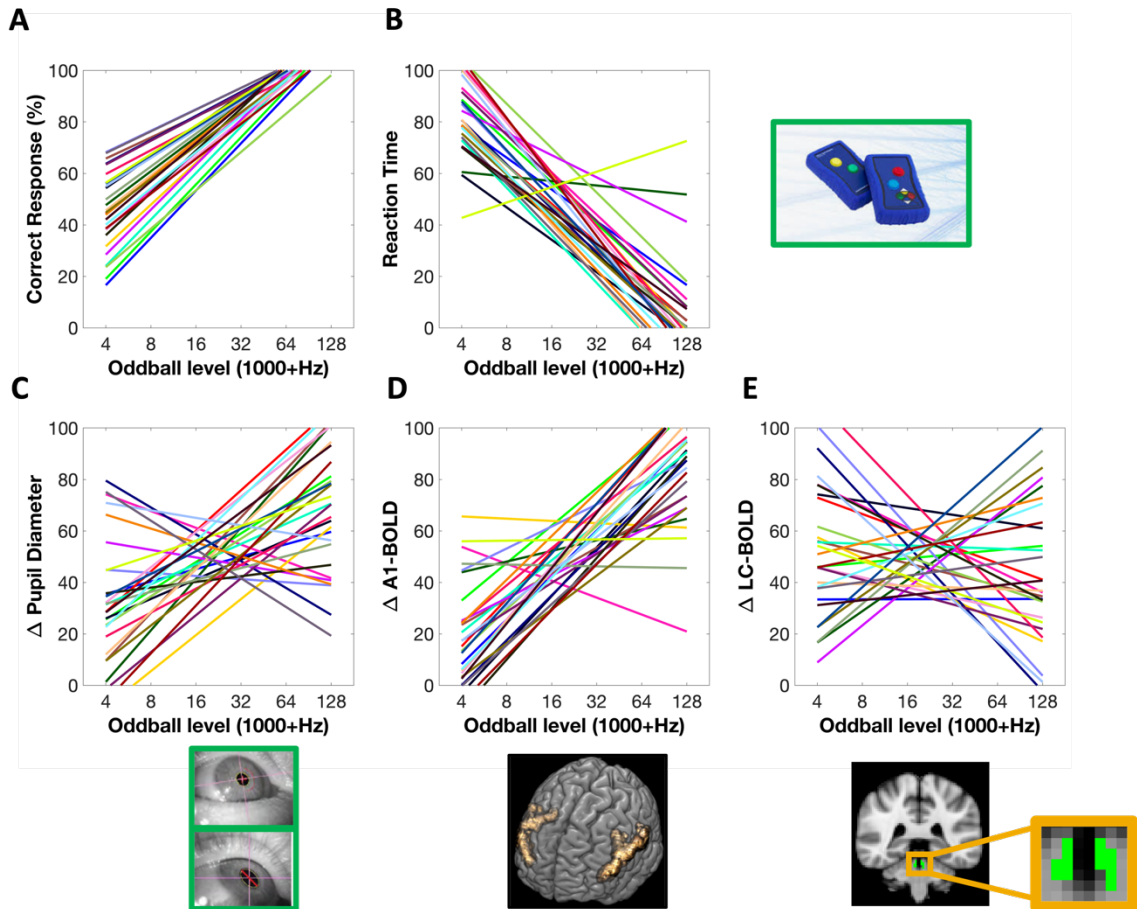 A
B
Correct Response (%)
100
80
60
40
20
0
4 8 16 32 64 128
Oddball level (1000+Hz)
Reaction Time
100
80
60
40
20
0
4 8 16 32 64 128
Oddball level (1000+Hz)
C
D
E
Δ Pupil Diameter
100
80
60
40
20
0
4 8 16 32 64 128
Oddball level (1000+Hz)
Δ A1-BOLD
100
80
60
40
20
0
4 8 16 32 64 128
Oddball level (1000+Hz)
Δ LC-BOLD
100
80
60
40
20
0
4 8 16 32 64 128
Oddball level (1000+Hz)